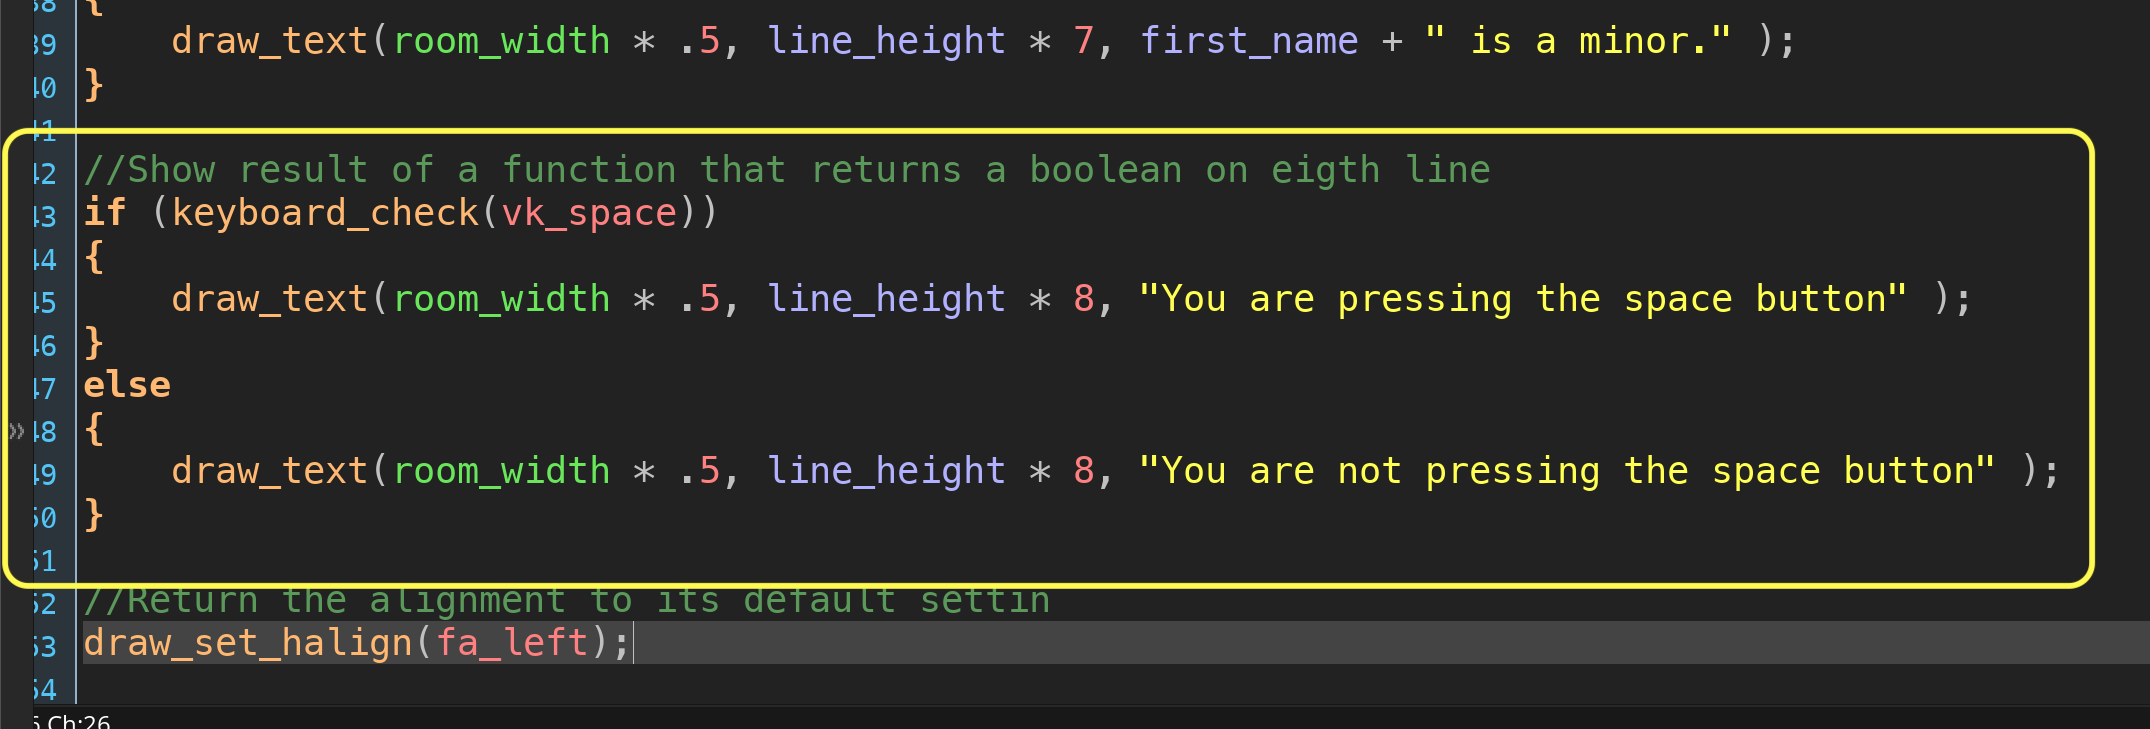 38 {
39     draw_text(room_width * .5, line_height * 7, first_name + " is a minor." );
40 }
41
42 //Show result of a function that returns a boolean on eigth line
43 if (keyboard_check(vk_space))
44 {
45     draw_text(room_width * .5, line_height * 8, "You are pressing the space button" );
46 }
47 else
48 {
49     draw_text(room_width * .5, line_height * 8, "You are not pressing the space button" );
50 }
51
52 //Return the alignment to its default settin
53 draw_set_halign(fa_left);
54
Ch:26